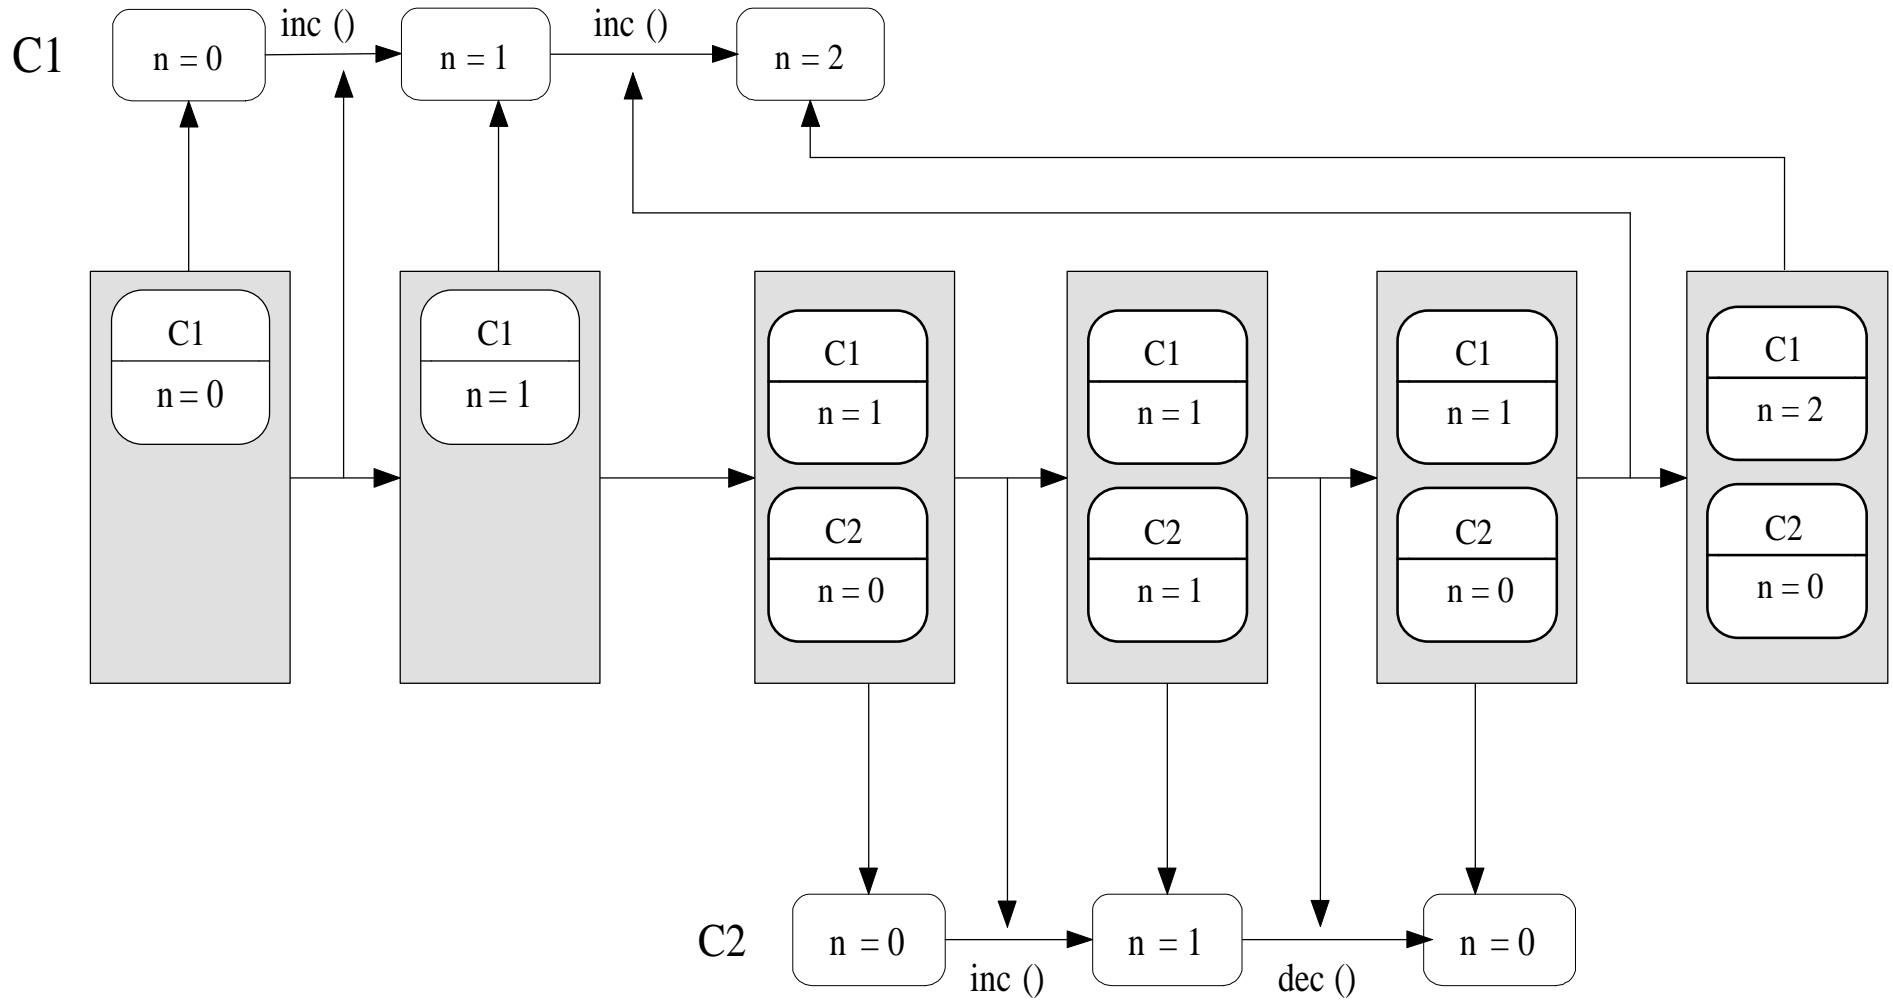 inc ()
inc ()
C1
n = 0
n = 1
n = 2
C1
n = 0
C1
n = 1
C1
n = 1
C2
n = 0
C1
n = 1
C2
n = 1
C1
n = 1
C2
n = 0
C1
n = 2
C2
n = 0
C2
n = 0
n = 1
n = 0
inc ()
dec ()